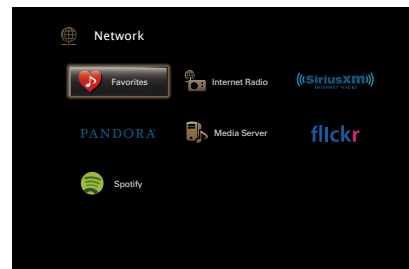 Network
Favorites
Internet Radio
((SiriusXM))
INTERNET RADIO
PANDORA
Media Server
flickr
Spotify